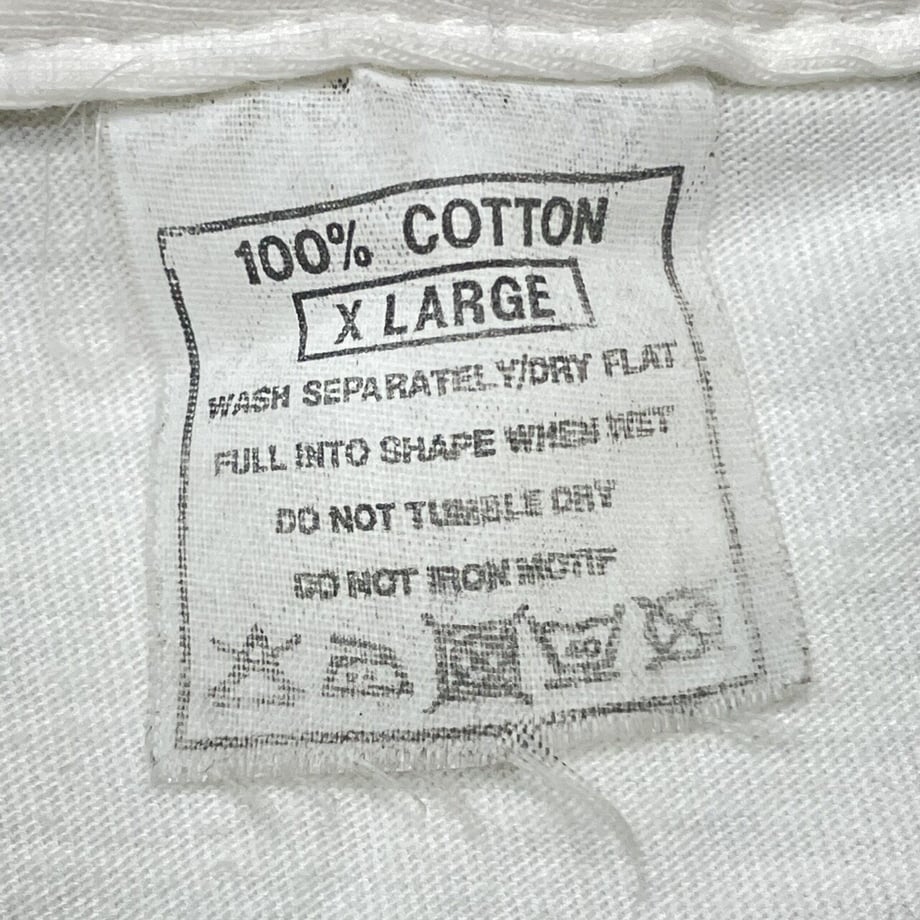 100% COTTON
X LARGE
WASH SEPARATELY/DRY FLAT
FULL INTO SHAPE WHEN WET
DO NOT TUMBLE DRY
DO NOT IRON MOTIF